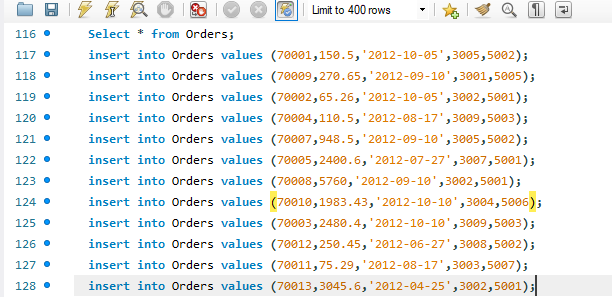 Limit to 400 rows
116 Select * from Orders;
117 insert into Orders values (70001,150.5,'2012-10-05',3005,5002);
118 insert into Orders values (70009,270.65,'2012-09-10',3001,5005);
119 insert into Orders values (70002,65.26,'2012-10-05',3002,5001);
120 insert into Orders values (70004,110.5,'2012-08-17',3009,5003);
121 insert into Orders values (70007,948.5,'2012-09-10',3005,5002);
122 insert into Orders values (70005,2400.6,'2012-07-27',3007,5001);
123 insert into Orders values (70008,5760,'2012-09-10',3002,5001);
124 insert into Orders values (70010,1983.43,'2012-10-10',3004,5006);
125 insert into Orders values (70003,2480.4,'2012-10-10',3009,5003);
126 insert into Orders values (70012,250.45,'2012-06-27',3008,5002);
127 insert into Orders values (70011,75.29,'2012-08-17',3003,5007);
128 insert into Orders values (70013,3045.6,'2012-04-25',3002,5001);